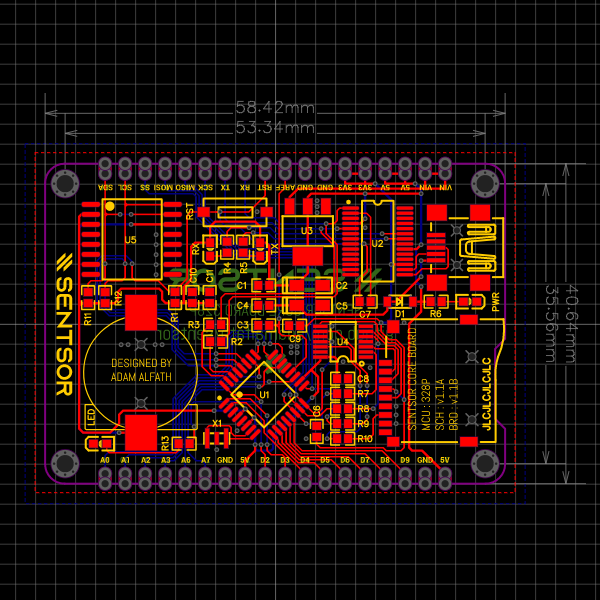 58.42mm
53.34mm
SDA SCL SS MOSI MISO SCK TX RX RST AREF GND GND 3V3 3V3 5V 5V VIN VIN
RST
U5
U3
U2
RX
TX
R4
R5
C10
C1
C1
C2
C4
C5
C3
C9
C7
D1
R6
PWR
R11
R12
R1
R3
R2
U4
SENTSOR
DESIGNED BY
ADAM ALFATH
U1
C8
R7
R8
R9
R10
C6
X1
R13
LED
SENTSOR CORE BOARD
MCU : 328P
SCH : v1.1A
BRD : v1.1B
JLCJLCJLCJLC
A0 A1 A2 A3 A6 A7 GND 5V D2 D3 D4 D5 D6 D7 D8 D9 GND 5V
35.56mm
40.64mm